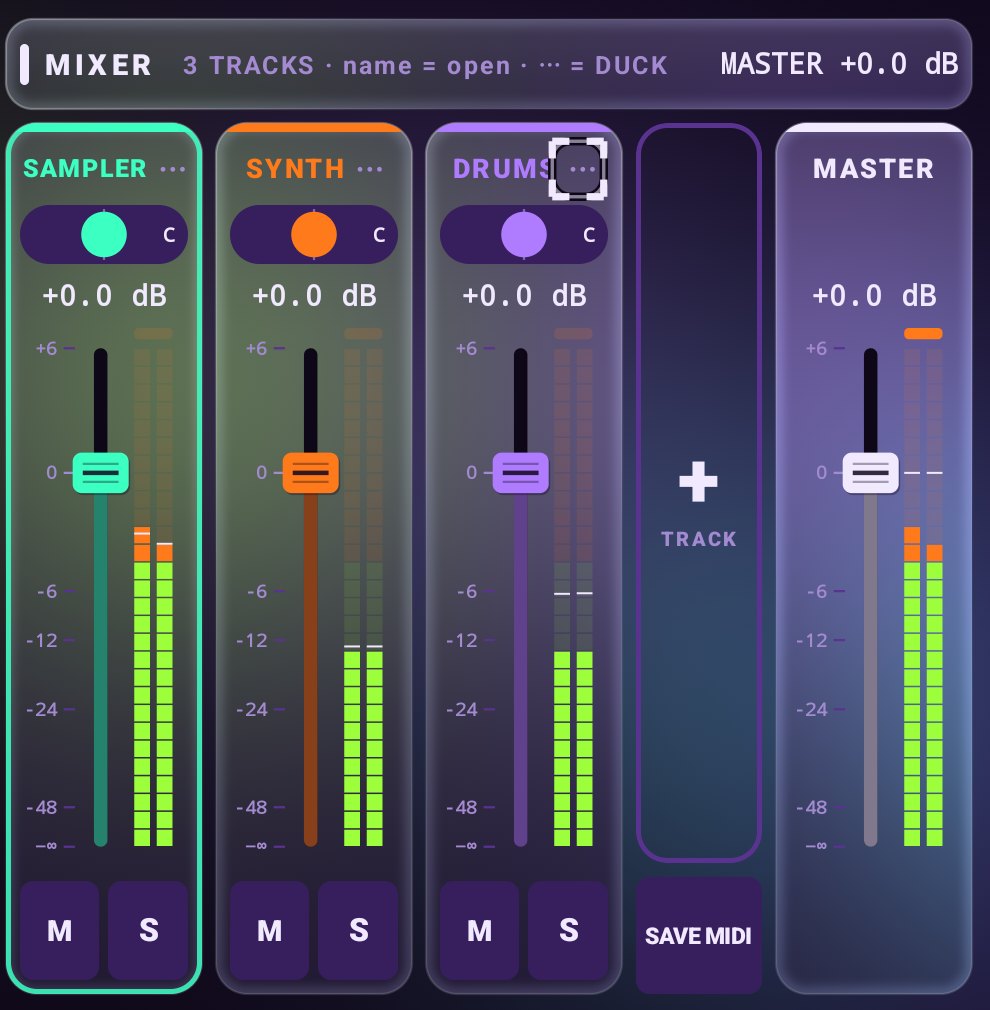 MIXER 3 TRACKS · name = open · ··· = DUCK MASTER +0.0 dB
SAMPLER ··· SYNTH ··· DRUMS ··· MASTER
C C C
+0.0 dB +0.0 dB +0.0 dB +0.0 dB
+6 +6 +6 +6
0 0 0 0
TRACK
-6 -6 -6 -6
-12 -12 -12 -12
-24 -24 -24 -24
-48 -48 -48 -48
-∞ -∞ -∞ -∞
M S M S M S SAVE MIDI